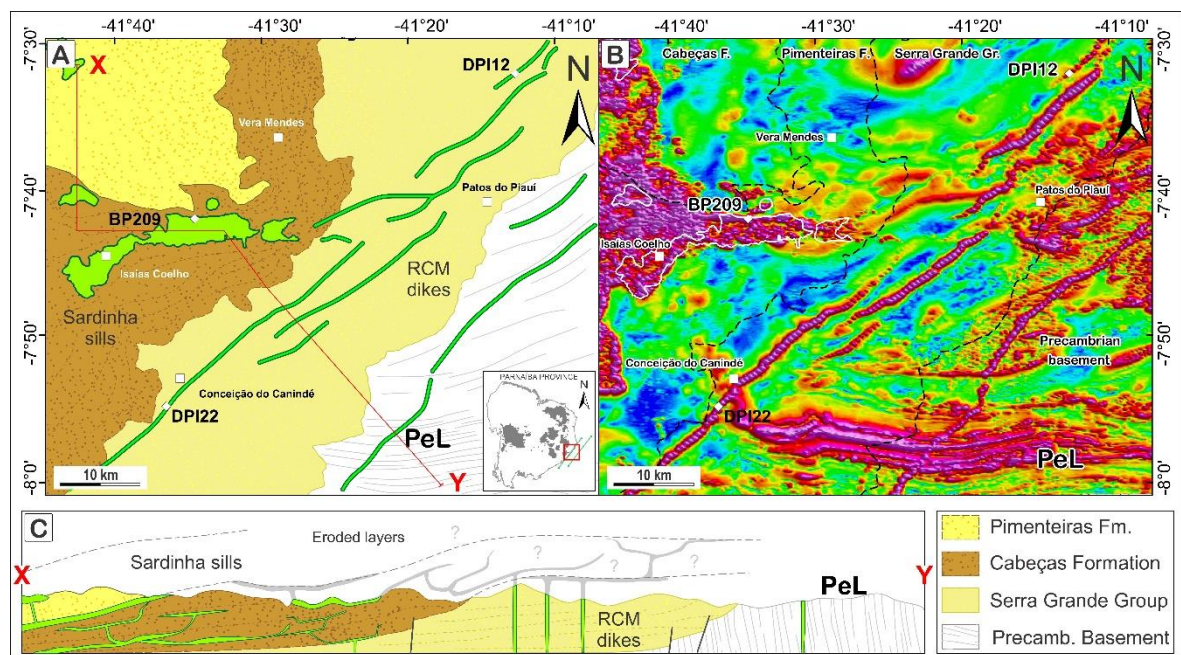 -41°40
-41°30
-41°20
-41°10
-7°30
-7°40
-7°50
-8°0
A
X
N
DPI12
Vera Mendes
Patos do Piauí
BP209
Isaias Coelho
Sardinha
sills
RCM
dikes
Conceição do Canindé
DPI22
PeL
Y
10 km
PARNAÍBA PROVINCE
N
-41°40
-41°30
-41°20
-41°10
-7°30
-7°40
-7°50
-8°0
B
Cabeças F.
Pimenteiras F.
Serra Grande Gr.
N
DPI12
Vera Mendes
Patos do Piauí
BP209
Isaias Coelho
Precambrian
basement
Conceição do Canindé
DPI22
PeL
10 km
C
X
Sardinha sills
Eroded layers
?
?
?
?
PeL
Y
RCM
dikes
Pimenteiras Fm.
Cabeças Formation
Serra Grande Group
Precamb. Basement